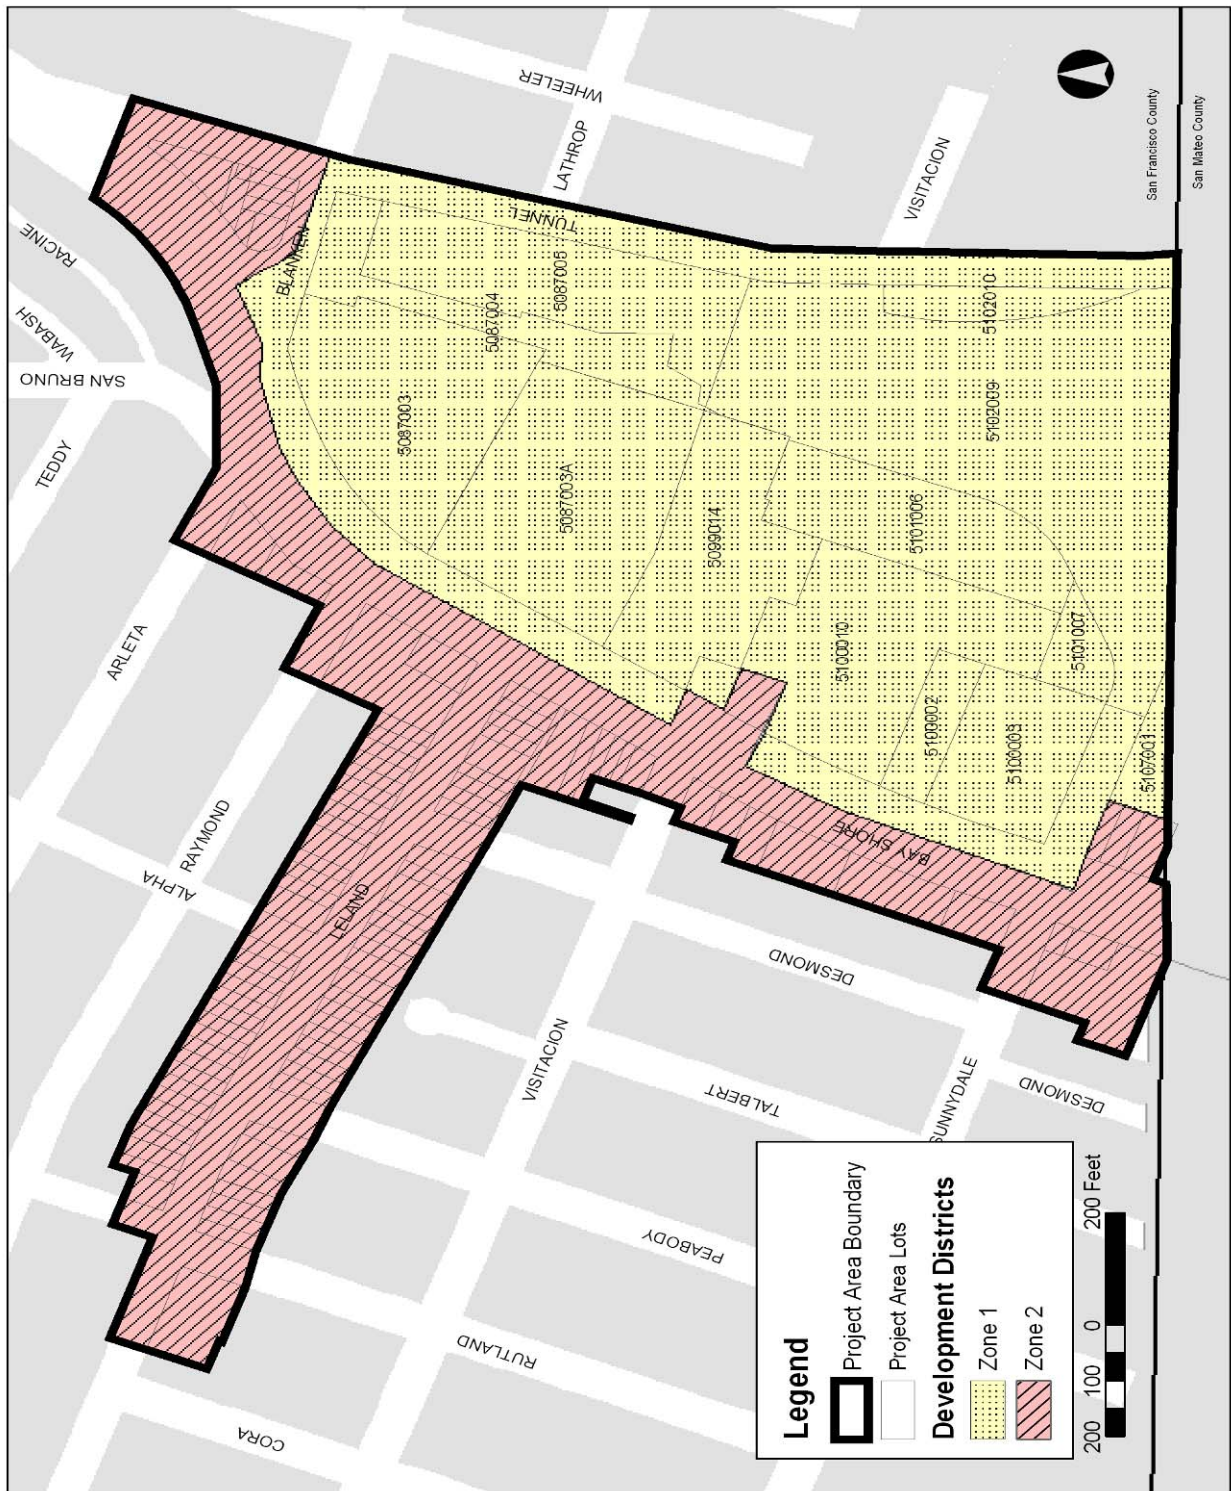 WHEELER
LATHROP
VISITACION
San Francisco County
San Mateo County
RACINE
WABASH
SAN BRUNO
TEDDY
ARLETA
RAYMOND
ALPHA
LELAND
BLANKEN
TUNNEL
5087005
5087004
5087003
5087003A
5102010
5102009
5099014
5101006
5100010
5101007
5100002
5100003
5107001
BAY SHORE
DESMOND
VISITACION
TALBERT
SUNNYDALE
DESMOND
PEABODY
RUTLAND
CORA
Legend
Project Area Boundary
Project Area Lots
Development Districts
Zone 1
Zone 2
200 100 0 200 Feet